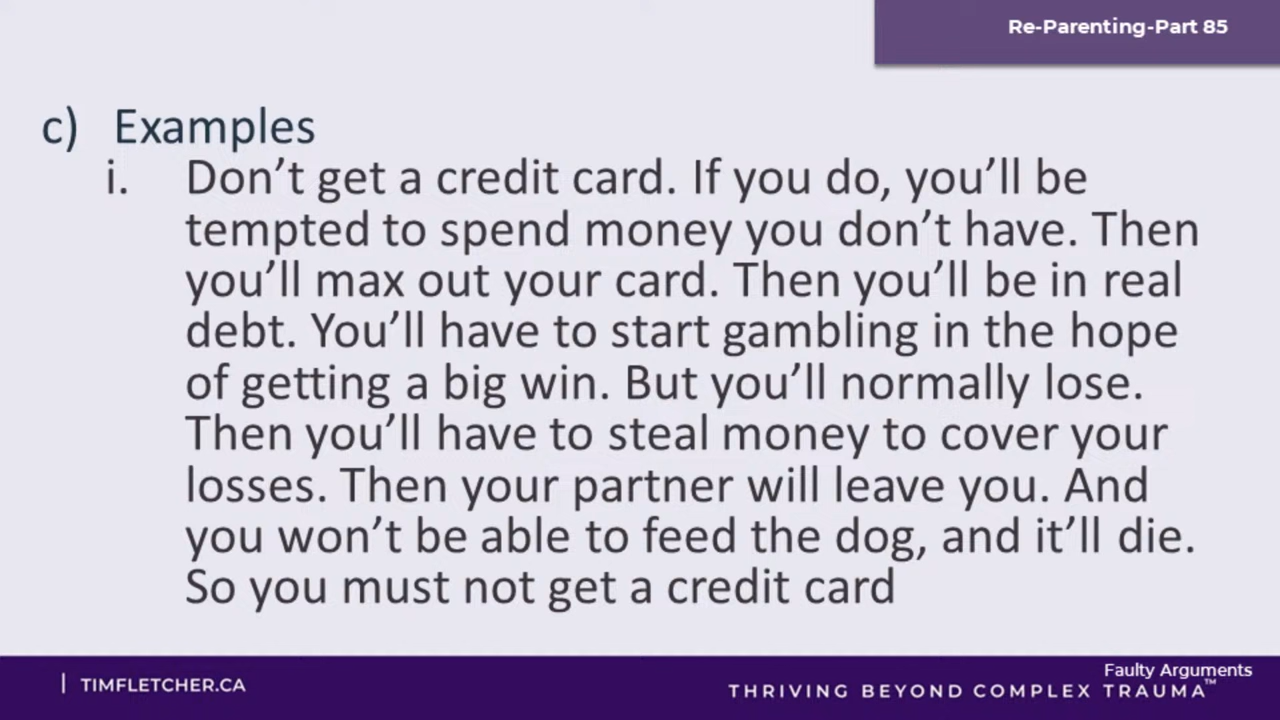 Re-Parenting-Part 85
c) Examples
i. Don’t get a credit card. If you do, you’ll be
tempted to spend money you don’t have. Then
you’ll max out your card. Then you’ll be in real
debt. You’ll have to start gambling in the hope
of getting a big win. But you’ll normally lose.
Then you’ll have to steal money to cover your
losses. Then your partner will leave you. And
you won’t be able to feed the dog, and it’ll die.
So you must not get a credit card
| TIMFLETCHER.CA
Faulty Arguments
THRIVING BEYOND COMPLEX TRAUMA™